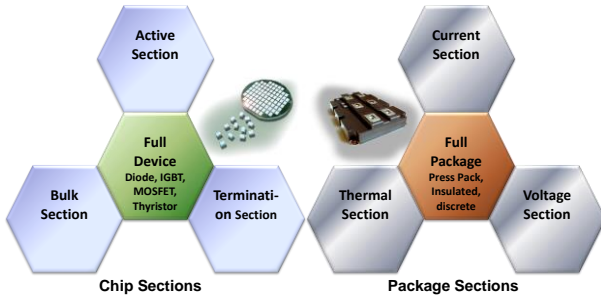 Active
Section
Full
Device
Diode, IGBT,
MOSFET,
Thyristor
Bulk
Section
Terminati-
on Section
Chip Sections
Current
Section
Full
Package
Press Pack,
Insulated,
discrete
Thermal
Section
Voltage
Section
Package Sections